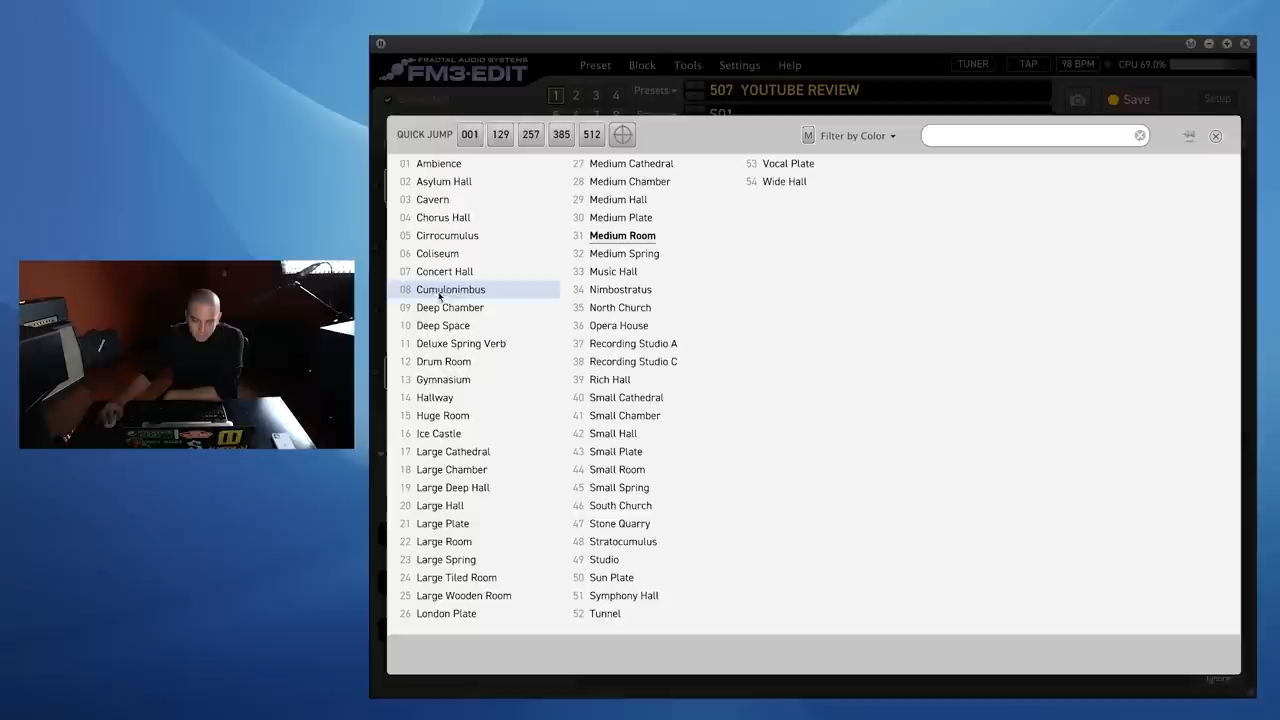 FRACTAL AUDIO SYSTEMS
FM3-EDIT
Preset Block Tools Settings Help
TUNER TAP 98 BPM CPU 69.0%
1 2 3 4
Presets
507 YOUTUBE REVIEW
Save
Setup
QUICK JUMP 001 129 257 385 512
M Filter by Color
01 Ambience
02 Asylum Hall
03 Cavern
04 Chorus Hall
05 Cirrocumulus
06 Coliseum
07 Concert Hall
08 Cumulonimbus
09 Deep Chamber
10 Deep Space
11 Deluxe Spring Verb
12 Drum Room
13 Gymnasium
14 Hallway
15 Huge Room
16 Ice Castle
17 Large Cathedral
18 Large Chamber
19 Large Deep Hall
20 Large Hall
21 Large Plate
22 Large Room
23 Large Spring
24 Large Tiled Room
25 Large Wooden Room
26 London Plate
27 Medium Cathedral
28 Medium Chamber
29 Medium Hall
30 Medium Plate
31 Medium Room
32 Medium Spring
33 Music Hall
34 Nimbostratus
35 North Church
36 Opera House
37 Recording Studio A
38 Recording Studio C
39 Rich Hall
40 Small Cathedral
41 Small Chamber
42 Small Hall
43 Small Plate
44 Small Room
45 Small Spring
46 South Church
47 Stone Quarry
48 Stratocumulus
49 Studio
50 Sun Plate
51 Symphony Hall
52 Tunnel
53 Vocal Plate
54 Wide Hall